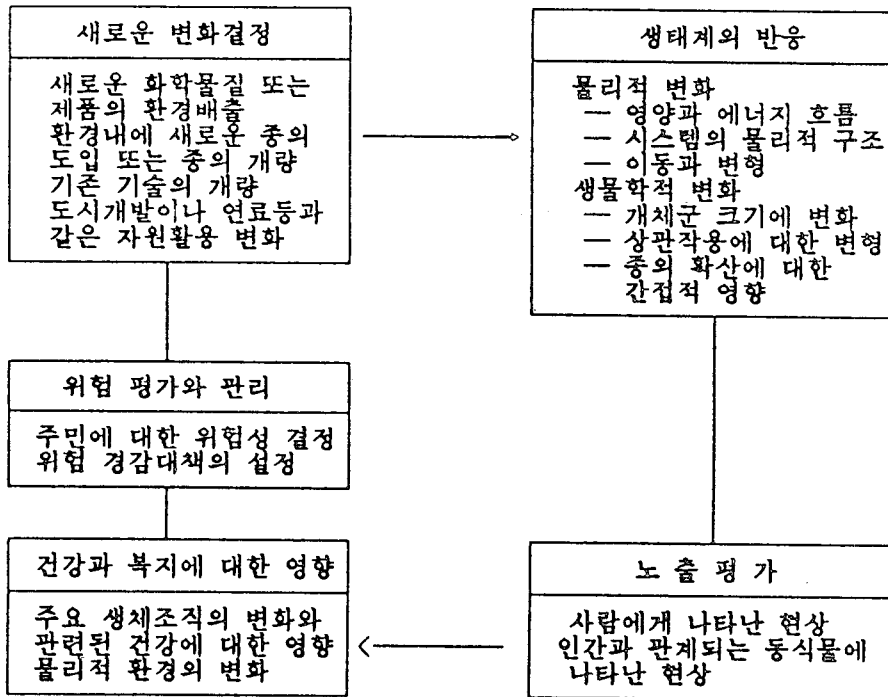 새로운 변화결정
새로운 화학물질 또는
제품의 환경배출
환경내에 새로운 종의
도입 또는 종의 개량
기존 기술의 개량
도시개발이나 연료등과
같은 자원활용 변화
생태계의 반응
물리적 변화
— 영양과 에너지 흐름
— 시스템의 물리적 구조
— 이동과 변형
생물학적 변화
— 개체군 크기에 변화
— 상관작용에 대한 변형
— 종의 확산에 대한
간접적 영향
위험 평가와 관리
주민에 대한 위험성 결정
위험 경감대책의 설정
건강과 복지에 대한 영향
주요 생체조직의 변화와
관련된 건강에 대한 영향
물리적 환경의 변화
노 출 평 가
사람에게 나타난 현상
인간과 관계되는 동식물에
나타난 현상